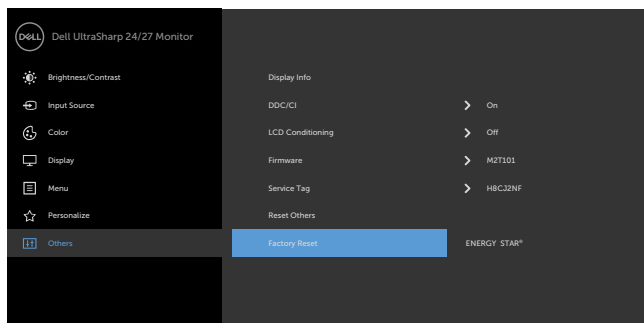 DELL Dell UltraSharp 24/27 Monitor
Brightness/Contrast Display Info
Input Source DDC/CI On
Color LCD Conditioning Off
Display Firmware M2T101
Menu Service Tag H8CJ2NF
Personalize Reset Others
Others Factory Reset ENERGY STAR®